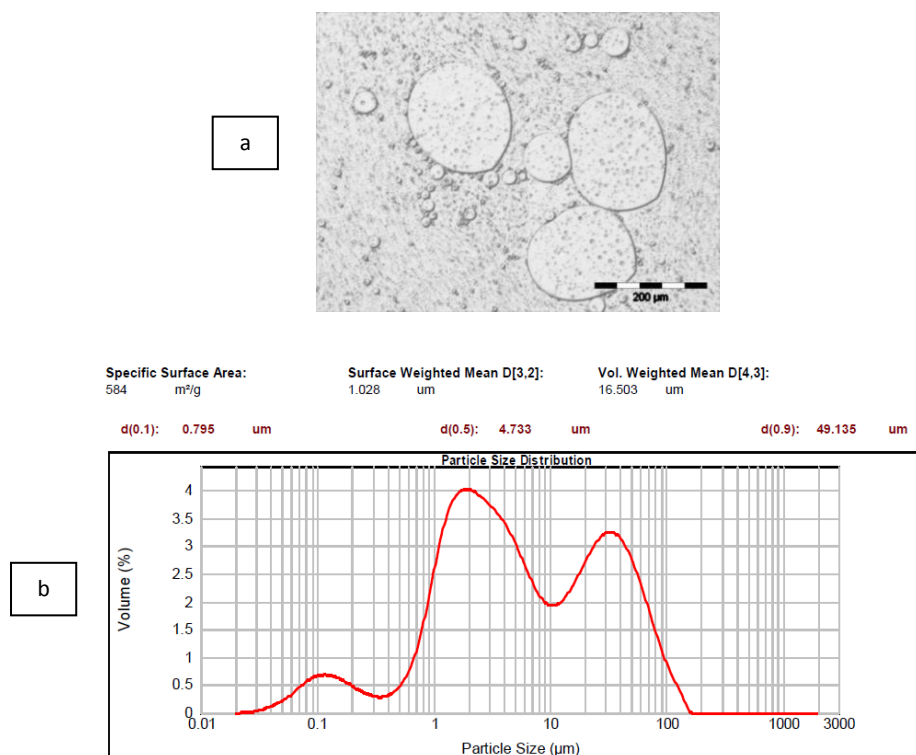 a
200 µm
Specific Surface Area: Surface Weighted Mean D[3,2]: Vol. Weighted Mean D[4,3]:
584 m²/g 1.028 um 16.503 um
d(0.1): 0.795 um d(0.5): 4.733 um d(0.9): 49.135 um
Particle Size Distribution
4
3.5
3
2.5
2
1.5
1
0.5
0
Volume (%)
b
0.01 0.1 1 10 100 1000 3000
Particle Size (µm)